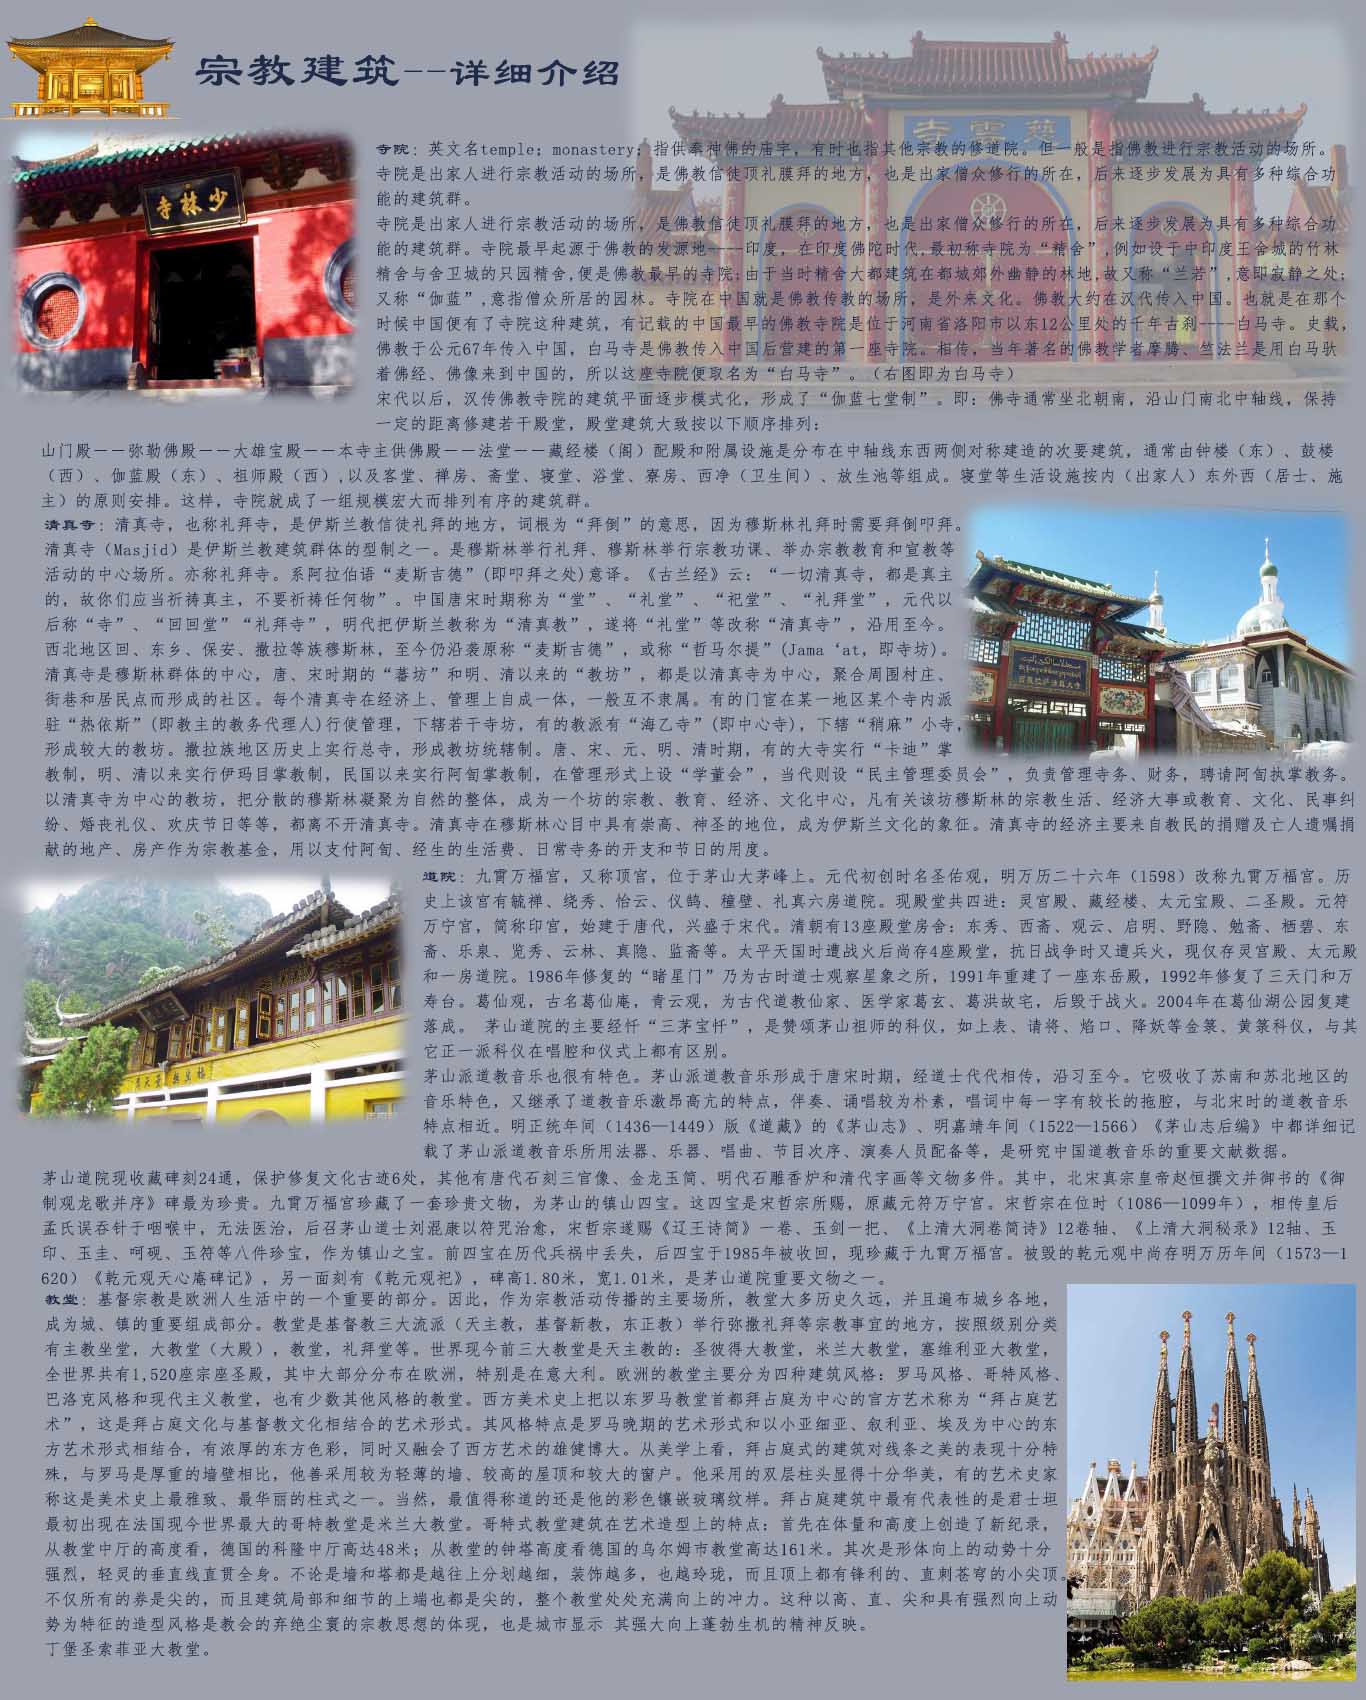 宗教建筑--详细介绍
慈雲寺
少林寺
寺院：英文名temple；monastery；指供奉神佛的庙宇，有时也指其他宗教的修道院。但一般是指佛教进行宗教活动的场所。
寺院是出家人进行宗教活动的场所，是佛教信徒顶礼膜拜的地方，也是出家僧众修行的所在，后来逐步发展为具有多种综合功
能的建筑群。
寺院是出家人进行宗教活动的场所，是佛教信徒顶礼膜拜的地方，也是出家僧众修行的所在，后来逐步发展为具有多种综合功
能的建筑群。寺院最早起源于佛教的发源地----印度，在印度佛陀时代,最初称寺院为“精舍”,例如设于中印度王舍城的竹林
精舍与舍卫城的只园精舍,便是佛教最早的寺院;由于当时精舍大都建筑在都城郊外幽静的林地,故又称“兰若”,意即寂静之处;
又称“伽蓝”,意指僧众所居的园林。寺院在中国就是佛教传教的场所，是外来文化。佛教大约在汉代传入中国。也就是在那个
时候中国便有了寺院这种建筑，有记载的中国最早的佛教寺院是位于河南省洛阳市以东12公里处的千年古刹----白马寺。史载，
佛教于公元67年传入中国，白马寺是佛教传入中国后营建的第一座寺院。相传，当年著名的佛教学者摩腾、竺法兰是用白马驮
着佛经、佛像来到中国的，所以这座寺院便取名为“白马寺”。（右图即为白马寺）
宋代以后，汉传佛教寺院的建筑平面逐步模式化，形成了“伽蓝七堂制”。即：佛寺通常坐北朝南，沿山门南北中轴线，保持
一定的距离修建若干殿堂，殿堂建筑大致按以下顺序排列：
山门殿——弥勒佛殿——大雄宝殿——本寺主供佛殿——法堂——藏经楼（阁）配殿和附属设施是分布在中轴线东西两侧对称建造的次要建筑，通常由钟楼（东）、鼓楼
（西）、伽蓝殿（东）、祖师殿（西）,以及客堂、禅房、斋堂、寝堂、浴堂、寮房、西净（卫生间）、放生池等组成。寝堂等生活设施按内（出家人）东外西（居士、施
主）的原则安排。这样，寺院就成了一组规模宏大而排列有序的建筑群。
清真寺：清真寺，也称礼拜寺，是伊斯兰教信徒礼拜的地方，词根为“拜倒”的意思，因为穆斯林礼拜时需要拜倒叩拜。
清真寺（Masjid）是伊斯兰教建筑群体的型制之一。是穆斯林举行礼拜、穆斯林举行宗教功课、举办宗教教育和宣教等
活动的中心场所。亦称礼拜寺。系阿拉伯语“麦斯吉德”(即叩拜之处)意译。《古兰经》云：“一切清真寺，都是真主
的，故你们应当祈祷真主，不要祈祷任何物”。中国唐宋时期称为“堂”、“礼堂”、“祀堂”、“礼拜堂”，元代以
后称“寺”、“回回堂”“礼拜寺”，明代把伊斯兰教称为“清真教”，遂将“礼堂”等改称“清真寺”，沿用至今。
西北地区回、东乡、保安、撒拉等族穆斯林，至今仍沿袭原称“麦斯吉德”，或称“哲马尔提”(Jama‘at，即寺坊)。
清真寺是穆斯林群体的中心，唐、宋时期的“蕃坊”和明、清以来的“教坊”，都是以清真寺为中心，聚合周围村庄、
街巷和居民点而形成的社区。每个清真寺在经济上、管理上自成一体，一般互不隶属。有的门宦在某一地区某个寺内派
驻“热依斯”(即教主的教务代理人)行使管理，下辖若干寺坊，有的教派有“海乙寺”(即中心寺)，下辖“稍麻”小寺，
形成较大的教坊。撒拉族地区历史上实行总寺，形成教坊统辖制。唐、宋、元、明、清时期，有的大寺实行“卡迪”掌
教制，明、清以来实行伊玛目掌教制，民国以来实行阿訇掌教制，在管理形式上设“学董会”，当代则设“民主管理委员会”，负责管理寺务、财务，聘请阿訇执掌教务。
以清真寺为中心的教坊，把分散的穆斯林凝聚为自然的整体，成为一个坊的宗教、教育、经济、文化中心，凡有关该坊穆斯林的宗教生活、经济大事或教育、文化、民事纠
纷、婚丧礼仪、欢庆节日等等，都离不开清真寺。清真寺在穆斯林心目中具有崇高、神圣的地位，成为伊斯兰文化的象征。清真寺的经济主要来自教民的捐赠及亡人遗嘱捐
献的地产、房产作为宗教基金，用以支付阿訇、经生的生活费、日常寺务的开支和节日的用度。
道院：九霄万福宫，又称顶宫，位于茅山大茅峰上。元代初创时名圣佑观，明万历二十六年（1598）改称九霄万福宫。历
史上该宫有毓禅、绕秀、怡云、仪鹄、穜壁、礼真六房道院。现殿堂共四进：灵宫殿、藏经楼、太元宝殿、二圣殿。元符
万宁宫，简称印宫，始建于唐代，兴盛于宋代。清朝有13座殿堂房舍：东秀、西斋、观云、启明、野隐、勉斋、栖碧、东
斋、乐泉、览秀、云林、真隐、监斋等。太平天国时遭战火后尚存4座殿堂，抗日战争时又遭兵火，现仅存灵宫殿、太元殿
和一房道院。1986年修复的“睹星门”乃为古时道士观察星象之所，1991年重建了一座东岳殿，1992年修复了三天门和万
寿台。葛仙观，古名葛仙庵，青云观，为古代道教仙家、医学家葛玄、葛洪故宅，后毁于战火。2004年在葛仙湖公园复建
落成。 茅山道院的主要经忏“三茅宝忏”，是赞颂茅山祖师的科仪，如上表、请将、焰口、降妖等金箓、黄箓科仪，与其
它正一派科仪在唱腔和仪式上都有区别。
茅山派道教音乐也很有特色。茅山派道教音乐形成于唐宋时期，经道士代代相传，沿习至今。它吸收了苏南和苏北地区的
音乐特色，又继承了道教音乐激昂高亢的特点，伴奏、诵唱较为朴素，唱词中每一字有较长的拖腔，与北宋时的道教音乐
特点相近。明正统年间（1436—1449）版《道藏》的《茅山志》、明嘉靖年间（1522—1566）《茅山志后编》中都详细记
载了茅山派道教音乐所用法器、乐器、唱曲、节目次序、演奏人员配备等，是研究中国道教音乐的重要文献数据。
茅山道院现收藏碑刻24通，保护修复文化古迹6处，其他有唐代石刻三官像、金龙玉简、明代石雕香炉和清代字画等文物多件。其中，北宋真宗皇帝赵恒撰文并御书的《御
制观龙歌并序》碑最为珍贵。九霄万福宫珍藏了一套珍贵文物，为茅山的镇山四宝。这四宝是宋哲宗所赐，原藏元符万宁宫。宋哲宗在位时（1086—1099年），相传皇后
孟氏误吞针于咽喉中，无法医治，后召茅山道士刘混康以符咒治愈，宋哲宗遂赐《辽王诗简》一卷、玉剑一把、《上清大洞卷简诗》12卷轴、《上清大洞秘录》12轴、玉
印、玉圭、呵砚、玉符等八件珍宝，作为镇山之宝。前四宝在历代兵祸中丢失，后四宝于1985年被收回，现珍藏于九霄万福宫。被毁的乾元观中尚存明万历年间（1573—1
620）《乾元观天心庵碑记》，另一面刻有《乾元观祀》，碑高1.80米，宽1.01米，是茅山道院重要文物之一。
教堂：基督宗教是欧洲人生活中的一个重要的部分。因此，作为宗教活动传播的主要场所，教堂大多历史久远，并且遍布城乡各地，
成为城、镇的重要组成部分。教堂是基督教三大流派（天主教，基督新教，东正教）举行弥撒礼拜等宗教事宜的地方，按照级别分类
有主教坐堂，大教堂（大殿），教堂，礼拜堂等。世界现今前三大教堂是天主教的：圣彼得大教堂，米兰大教堂，塞维利亚大教堂，
全世界共有1,520座宗座圣殿，其中大部分分布在欧洲，特别是在意大利。欧洲的教堂主要分为四种建筑风格：罗马风格、哥特风格、
巴洛克风格和现代主义教堂，也有少数其他风格的教堂。西方美术史上把以东罗马教堂首都拜占庭为中心的官方艺术称为“拜占庭艺
术”，这是拜占庭文化与基督教文化相结合的艺术形式。其风格特点是罗马晚期的艺术形式和以小亚细亚、叙利亚、埃及为中心的东
方艺术形式相结合，有浓厚的东方色彩，同时又融会了西方艺术的雄健博大。从美学上看，拜占庭式的建筑对线条之美的表现十分特
殊，与罗马是厚重的墙壁相比，他善采用较为轻薄的墙、较高的屋顶和较大的窗户。他采用的双层柱头显得十分华美，有的艺术史家
称这是美术史上最雅致、最华丽的柱式之一。当然，最值得称道的还是他的彩色镶嵌玻璃纹样。拜占庭建筑中最有代表性的是君士坦
最初出现在法国现今世界最大的哥特教堂是米兰大教堂。哥特式教堂建筑在艺术造型上的特点：首先在体量和高度上创造了新纪录，
从教堂中厅的高度看，德国的科隆中厅高达48米；从教堂的钟塔高度看德国的乌尔姆市教堂高达161米。其次是形体向上的动势十分
强烈，轻灵的垂直线直贯全身。不论是墙和塔都是越往上分划越细，装饰越多，也越玲珑，而且顶上都有锋利的、直刺苍穹的小尖顶。
不仅所有的券是尖的，而且建筑局部和细节的上端也都是尖的，整个教堂处处充满向上的冲力。这种以高、直、尖和具有强烈向上动
势为特征的造型风格是教会的弃绝尘寰的宗教思想的体现，也是城市显示 其强大向上蓬勃生机的精神反映。
丁堡圣索菲亚大教堂。